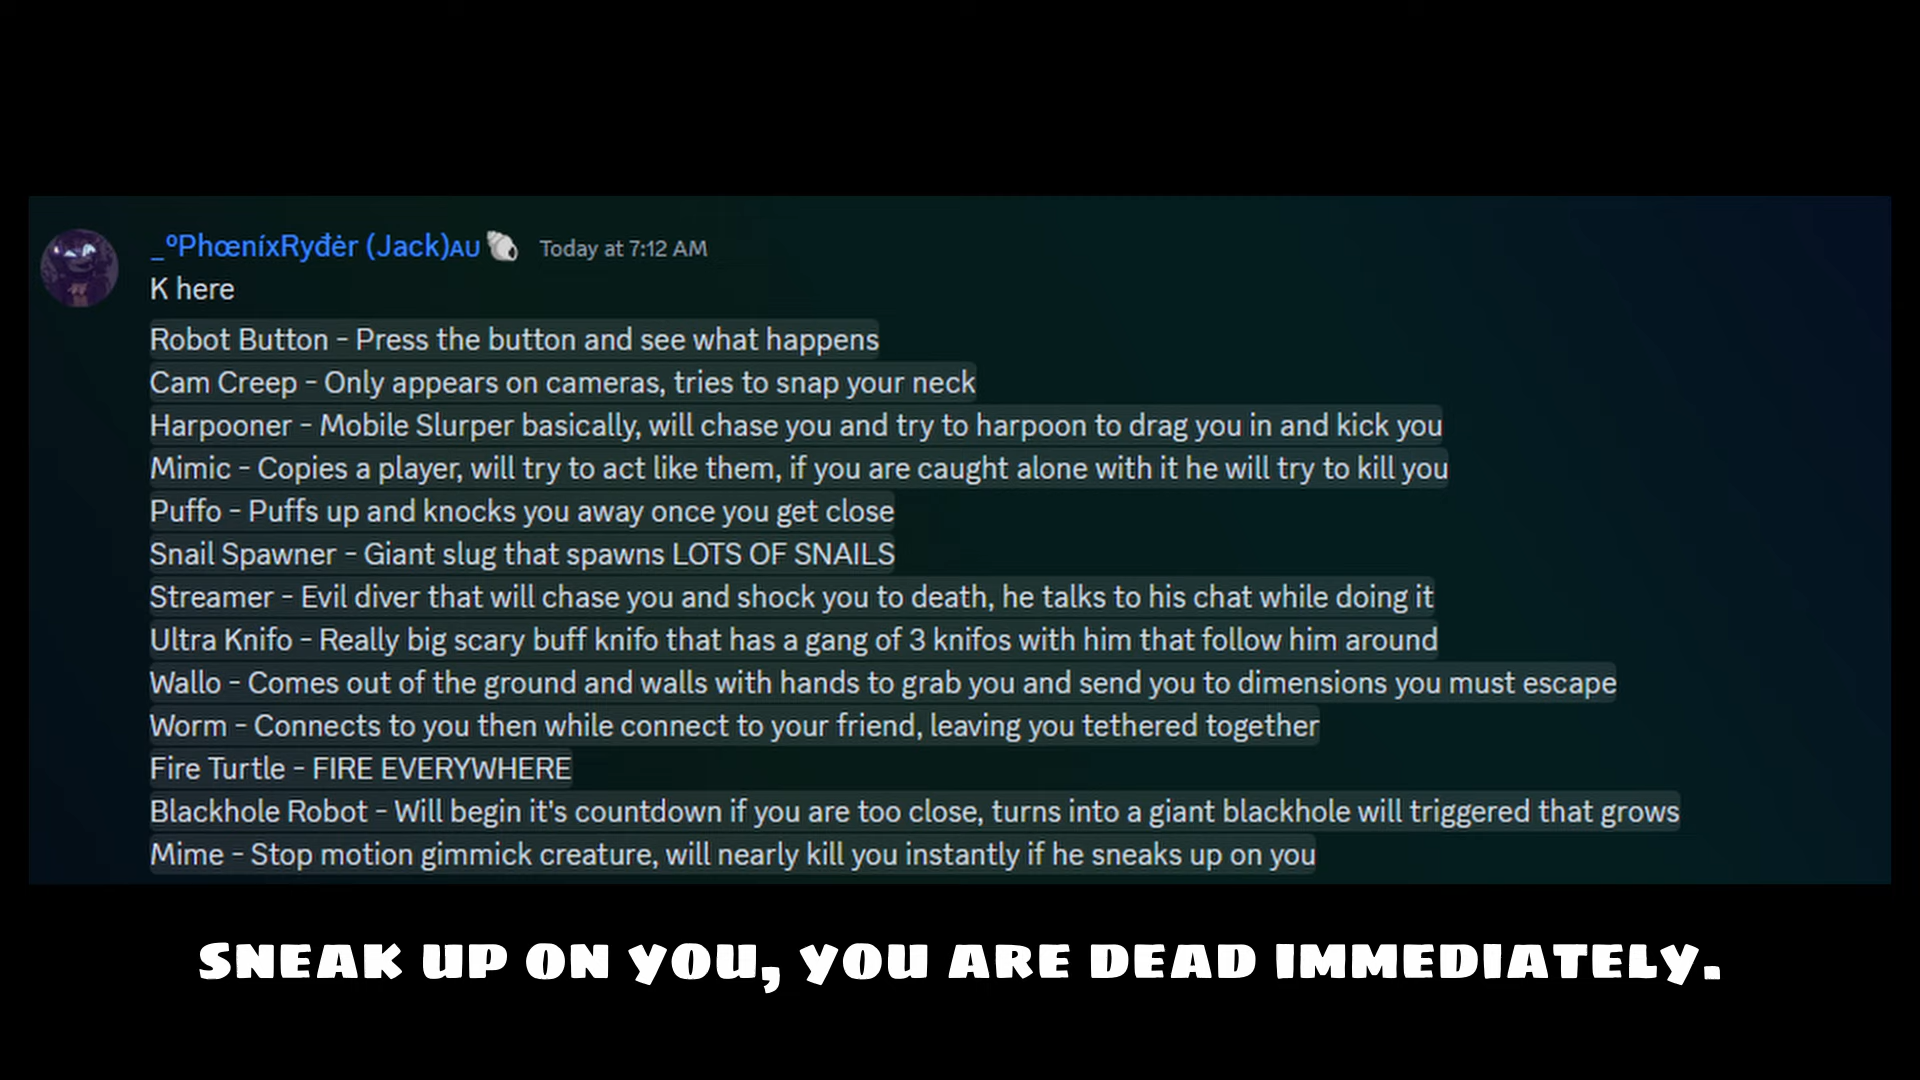 _ºPhœníxRyđėr (Jack)AU Today at 7:12 AM
K here
Robot Button - Press the button and see what happens
Cam Creep - Only appears on cameras, tries to snap your neck
Harpooner - Mobile Slurper basically, will chase you and try to harpoon to drag you in and kick you
Mimic - Copies a player, will try to act like them, if you are caught alone with it he will try to kill you
Puffo - Puffs up and knocks you away once you get close
Snail Spawner - Giant slug that spawns LOTS OF SNAILS
Streamer - Evil diver that will chase you and shock you to death, he talks to his chat while doing it
Ultra Knifo - Really big scary buff knifo that has a gang of 3 knifos with him that follow him around
Wallo - Comes out of the ground and walls with hands to grab you and send you to dimensions you must escape
Worm - Connects to you then while connect to your friend, leaving you tethered together
Fire Turtle - FIRE EVERYWHERE
Blackhole Robot - Will begin it's countdown if you are too close, turns into a giant blackhole will triggered that grows
Mime - Stop motion gimmick creature, will nearly kill you instantly if he sneaks up on you
SNEAK UP ON YOU, YOU ARE DEAD IMMEDIATELY.